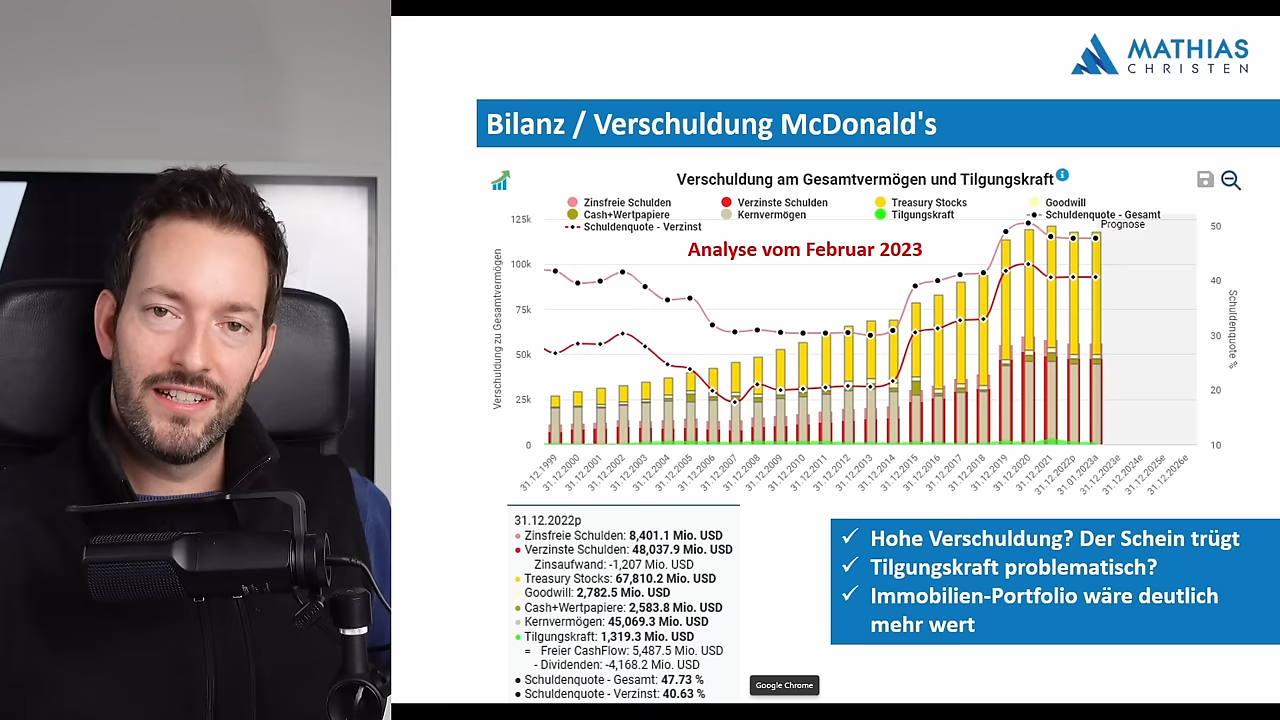 MATHIAS
CHRISTEN
Bilanz / Verschuldung McDonald's
Verschuldung am Gesamtvermögen und Tilgungskraft
Zinsfreie Schulden Verzinste Schulden Treasury Stocks Goodwill
Cash+Wertpapiere Kernvermögen Tilgungskraft Schuldenquote - Gesamt
Schuldenquote - Verzinst
Prognose
Analyse vom Februar 2023
Verschuldung zu Gesamtvermögen
125k
100k
75k
50k
25k
0
50
40
30
20
10
Schuldenquote %
31.12.1999 31.12.2000 31.12.2001 31.12.2002 31.12.2003 31.12.2004 31.12.2005 31.12.2006 31.12.2007 31.12.2008 31.12.2009 31.12.2010 31.12.2011 31.12.2012 31.12.2013 31.12.2014 31.12.2015 31.12.2016 31.12.2017 31.12.2018 31.12.2019 31.12.2020 31.12.2021 31.12.2022p 31.01.2023a 31.12.2023e 31.12.2024e 31.12.2025e 31.12.2026e
31.12.2022p
Zinsfreie Schulden: 8,401.1 Mio. USD
Verzinste Schulden: 48,037.9 Mio. USD
Zinsaufwand: -1,207 Mio. USD
Treasury Stocks: 67,810.2 Mio. USD
Goodwill: 2,782.5 Mio. USD
Cash+Wertpapiere: 2,583.8 Mio. USD
Kernvermögen: 45,069.3 Mio. USD
Tilgungskraft: 1,319.3 Mio. USD
= Freier CashFlow: 5,487.5 Mio. USD
- Dividenden: -4,168.2 Mio. USD
Schuldenquote - Gesamt: 47.73 %
Schuldenquote - Verzinst: 40.63 %
✓ Hohe Verschuldung? Der Schein trügt
✓ Tilgungskraft problematisch?
✓ Immobilien-Portfolio wäre deutlich
mehr wert
Google Chrome